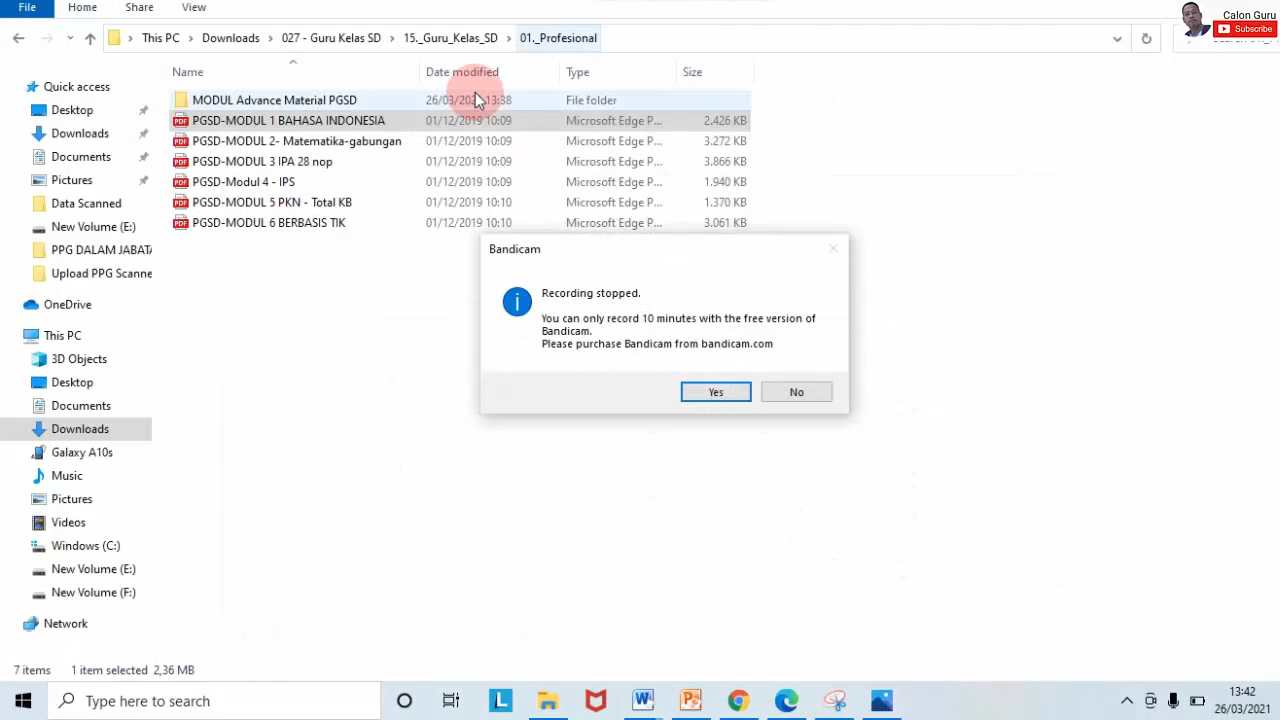 File Home Share View
Calon Guru
Subscribe
This PC Downloads 027 - Guru Kelas SD 15._Guru_Kelas_SD 01._Profesional
Name Date modified Type Size
MODUL Advance Material PGSD 13:38 File folder
PGSD-MODUL 1 BAHASA INDONESIA 01/12/2019 10:09 Microsoft Edge P... 2.426 KB
PGSD-MODUL 2- Matematika-gabungan 01/12/2019 10:09 Microsoft Edge P... 3.272 KB
PGSD-MODUL 3 IPA 28 nop 01/12/2019 10:09 Microsoft Edge P... 3.866 KB
PGSD-Modul 4 - IPS 01/12/2019 10:09 Microsoft Edge P... 1.940 KB
PGSD-MODUL 5 PKN - Total KB 01/12/2019 10:10 Microsoft Edge P... 1.370 KB
PGSD-MODUL 6 BERBASIS TIK 01/12/2019 10:10 Microsoft Edge P... 3.061 KB
Quick access
Desktop
Downloads
Documents
Pictures
Data Scanned
New Volume (E:)
PPG DALAM JABATA
Upload PPG Scanne
OneDrive
This PC
3D Objects
Desktop
Documents
Downloads
Galaxy A10s
Music
Pictures
Videos
Windows (C:)
New Volume (E:)
New Volume (F:)
Network
Bandicam
Recording stopped.
You can only record 10 minutes with the free version of
Bandicam.
Please purchase Bandicam from bandicam.com
Yes No
7 items 1 item selected 2,36 MB
Type here to search
13:42
26/03/2021